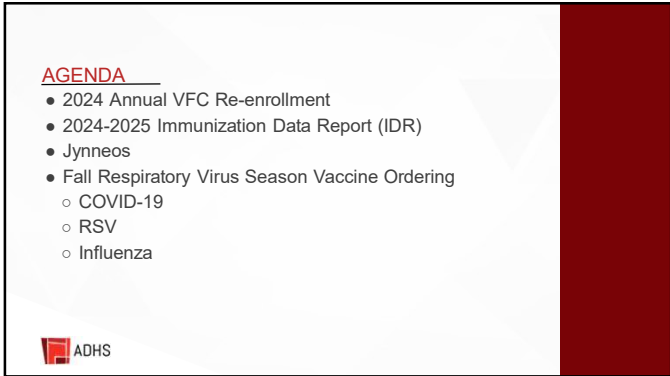 AGENDA
● 2024 Annual VFC Re-enrollment
● 2024-2025 Immunization Data Report (IDR)
● Jynneos
● Fall Respiratory Virus Season Vaccine Ordering
○ COVID-19
○ RSV
○ Influenza
ADHS